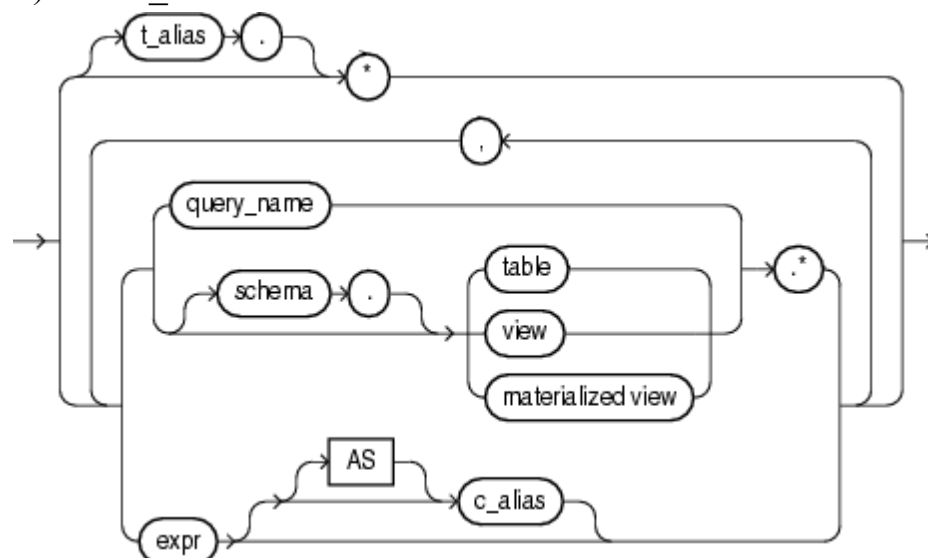 t_alias .
*
,
query_name
table
.*
schema .
view
materialized view
AS
c_alias
expr